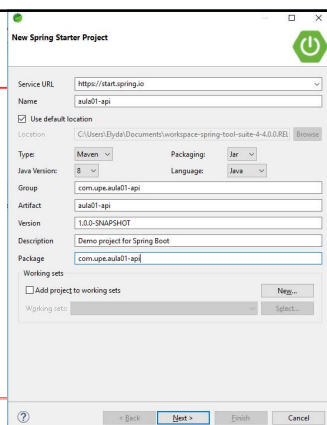 New Spring Starter Project
Service URL https://start.spring.io
Name aula01-api
Use default location
Location C:\Users\Elyda\Documents\workspace-spring-tool-suite-4-4.0.0.REL Browse
Type: Maven Packaging: Jar
Java Version: 8 Language: Java
Group com.upe.aula01-api
Artifact aula01-api
Version 1.0.0-SNAPSHOT
Description Demo project for Spring Boot
Package com.upe.aula01-api
Working sets
Add project to working sets New...
Working sets: Select...
? < Back Next > Finish Cancel